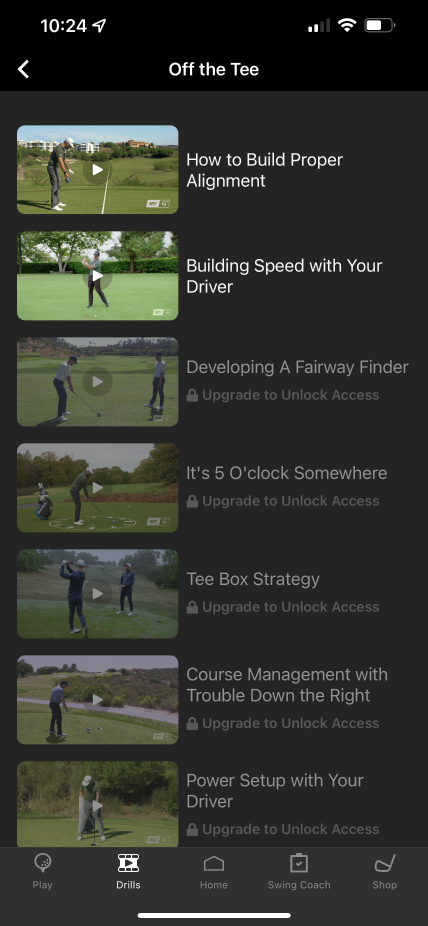 10:24
Off the Tee
How to Build Proper
Alignment
Building Speed with Your
Driver
Developing A Fairway Finder
Upgrade to Unlock Access
It's 5 O'clock Somewhere
Upgrade to Unlock Access
Tee Box Strategy
Upgrade to Unlock Access
Course Management with
Trouble Down the Right
Upgrade to Unlock Access
Power Setup with Your
Driver
Upgrade to Unlock Access
Play
Drills
Home
Swing Coach
Shop